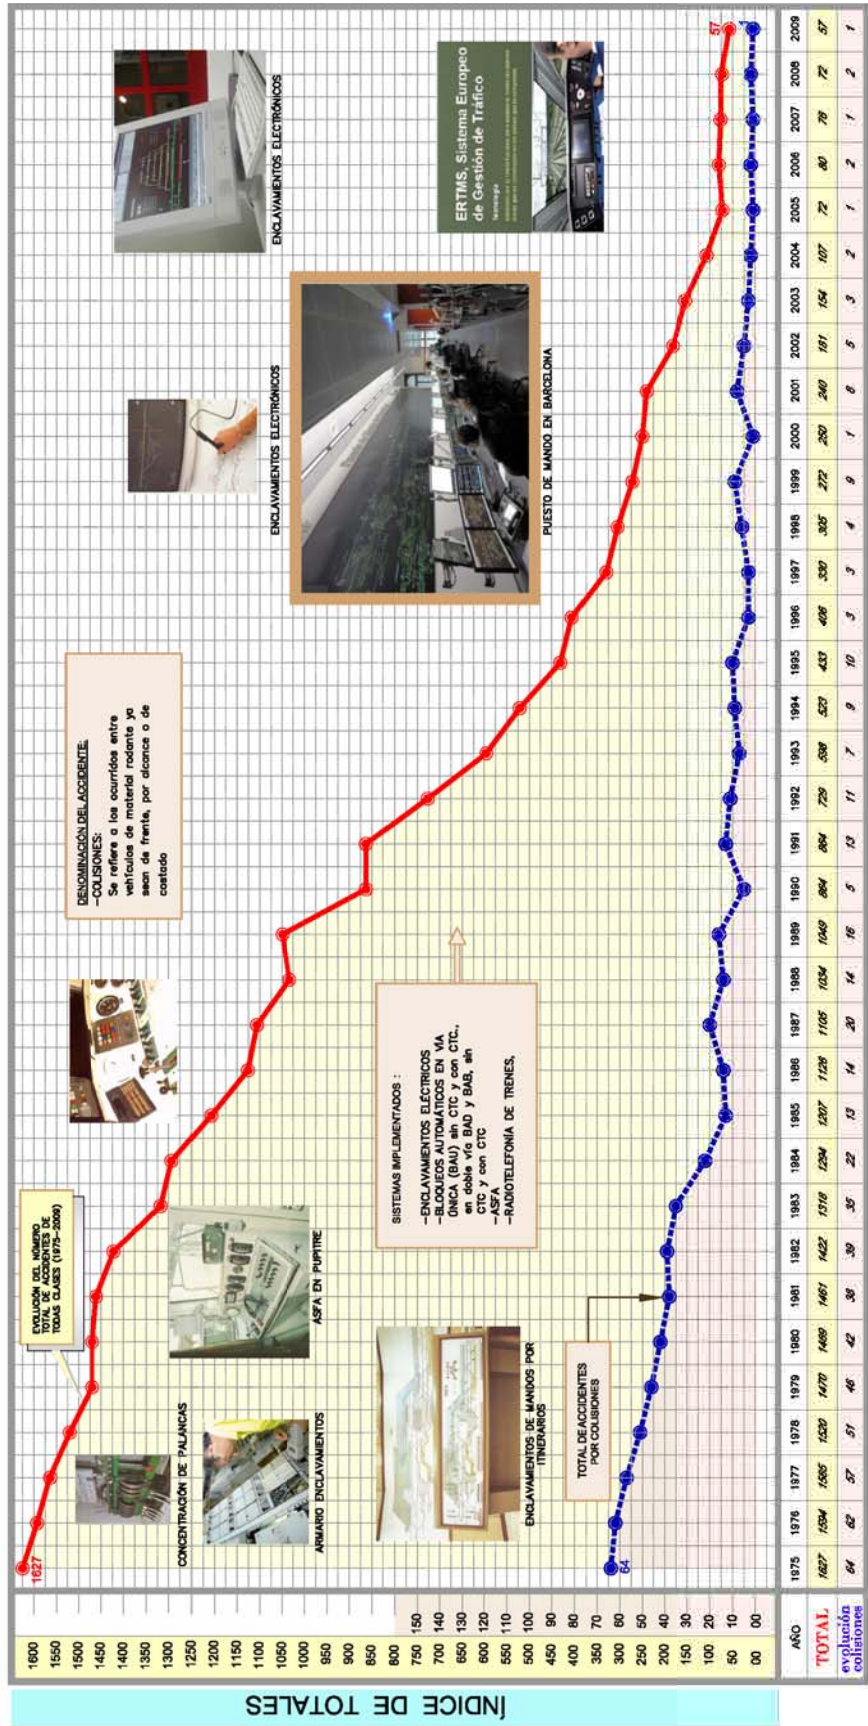 ÍNDICE DE TOTALES
1600
1550
1500
1450
1400
1350
1300
1250
1200
1150
1100
1050
1000
950
900
850
800
750
700
650
600
550
500
450
400
350
300
250
200
150
100
50
00
150
140
130
120
110
100
90
80
70
60
50
40
30
20
10
00
1627
64
57
1
EVOLUCIÓN DEL NÚMERO
TOTAL DE ACCIDENTES DE
TODAS CLASES (1975-2009)
CONCENTRACIÓN DE PALANCAS
ARMARIO ENCLAVAMIENTOS
ASFA EN PUPITRE
ENCLAVAMIENTOS DE MANDOS POR
ITINERARIOS
TOTAL DE ACCIDENTES
POR COLISIONES
SISTEMAS IMPLEMENTADOS :
-ENCLAVAMIENTOS ELÉCTRICOS
-BLOQUEOS AUTOMÁTICOS EN VÍA
ÚNICA (BAU) sin CTC y con CTC,
en doble vía BAD y BAB, sin
CTC y con CTC
-ASFA
-RADIOTELEFONÍA DE TRENES,
DENOMINACIÓN DEL ACCIDENTE:
-COLISIONES:
Se refiere a los ocurridos entre
vehículos de material rodante ya
sean de frente, por alcance o de
costado
ENCLAVAMIENTOS ELECTRÓNICOS
PUESTO DE MANDO EN BARCELONA
ENCLAVAMIENTOS ELECTRÓNICOS
ERTMS, Sistema Europeo
de Gestión de Tráfico
tecnología
AÑO 1975 1976 1977 1978 1979 1980 1981 1982 1983 1984 1985 1986 1987 1988 1989 1990 1991 1992 1993 1994 1995 1996 1997 1998 1999 2000 2001 2002 2003 2004 2005 2006 2007 2008 2009
TOTAL 1627 1594 1565 1520 1470 1469 1461 1422 1318 1294 1207 1126 1105 1034 1049 864 864 729 598 523 433 406 330 305 272 250 240 181 154 107 72 80 76 72 57
evolución
colisiones 64 62 57 51 46 42 38 39 35 22 13 14 20 14 16 5 13 11 7 9 10 3 3 4 9 1 8 5 3 2 1 2 1 2 1